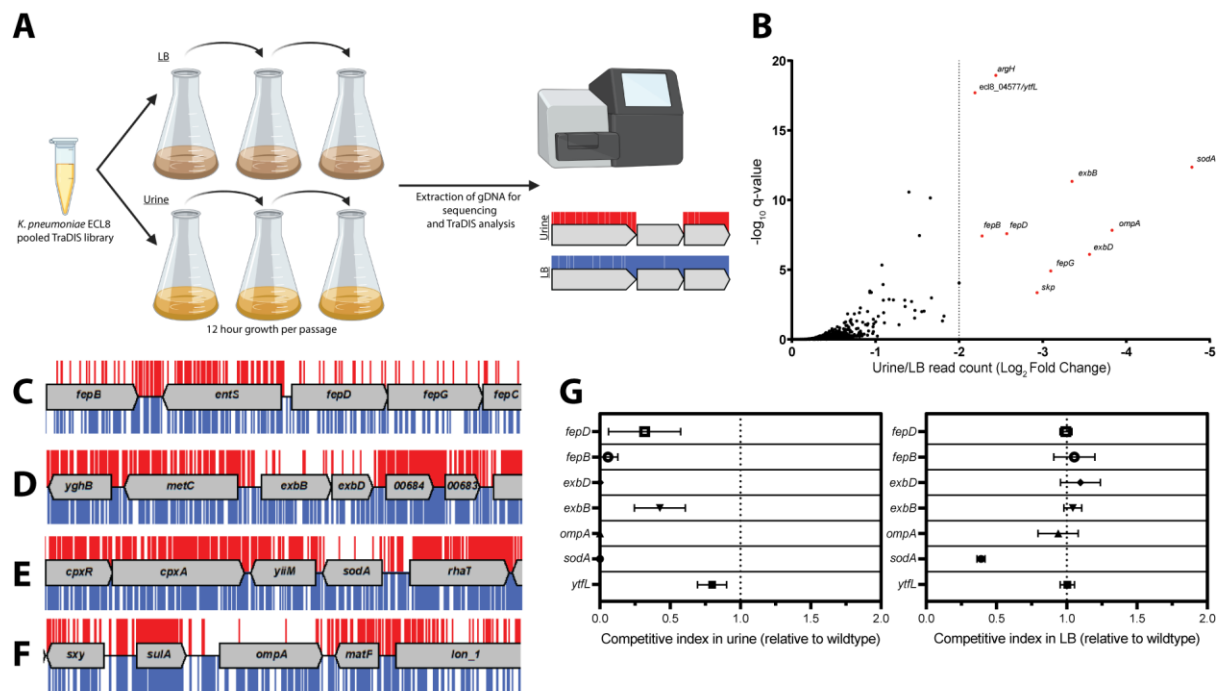 A
LB
K. pneumoniae ECL8
pooled TraDIS library
Urine
12 hour growth per passage
Extraction of gDNA for
sequencing
and TraDIS analysis
Urine
LB
B
-log10 q-value
20
15
10
5
0
argH
ecl8_04577/ytfL
sodA
exbB
fepB
fepD
ompA
exbD
fepG
skp
0
-1
-2
-3
-4
-5
Urine/LB read count (Log2 Fold Change)
C
fepB
entS
fepD
fepG
fepC
D
yghB
metC
exbB
exbD
00684
00683
E
cpxR
cpxA
yiiM
sodA
rhaT
F
sxy
sulA
ompA
matF
lon_1
G
fepD
fepB
exbD
exbB
ompA
sodA
ytfL
0.0
0.5
1.0
1.5
2.0
Competitive index in urine (relative to wildtype)
fepD
fepB
exbD
exbB
ompA
sodA
ytfL
0.0
0.5
1.0
1.5
2.0
Competitive index in LB (relative to wildtype)